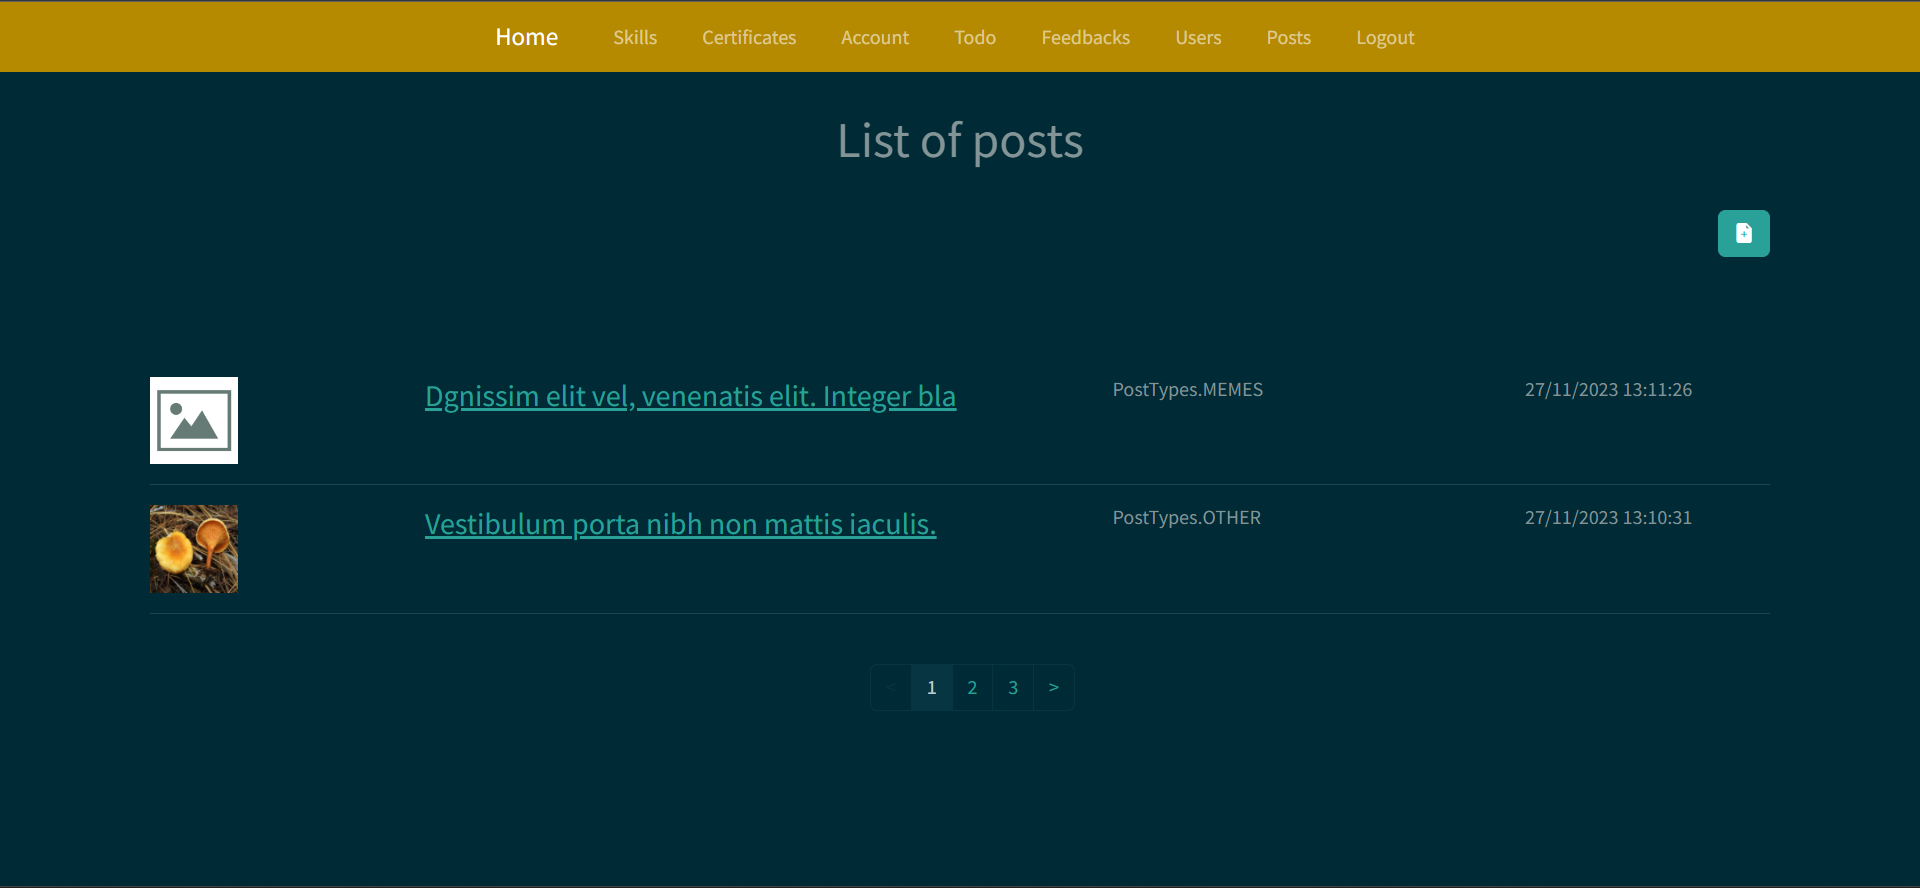 Home Skills Certificates Account Todo Feedbacks Users Posts Logout
List of posts
Dgnissim elit vel, venenatis elit. Integer bla PostTypes.MEMES 27/11/2023 13:11:26
Vestibulum porta nibh non mattis iaculis. PostTypes.OTHER 27/11/2023 13:10:31
< 1 2 3 >